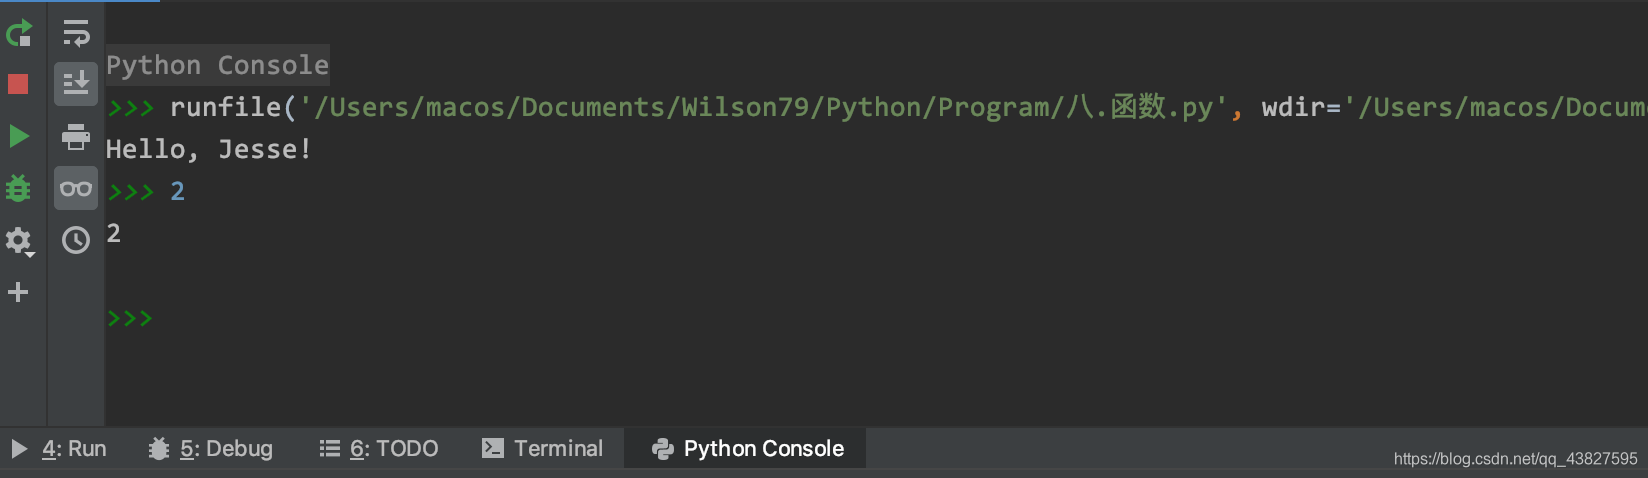 Python Console
>>> runfile('/Users/macos/Documents/Wilson79/Python/Program/八.函数.py', wdir='/Users/macos/Docum
Hello, Jesse!
>>> 2
2
>>>
4: Run 5: Debug 6: TODO Terminal Python Console
https://blog.csdn.net/qq_43827595